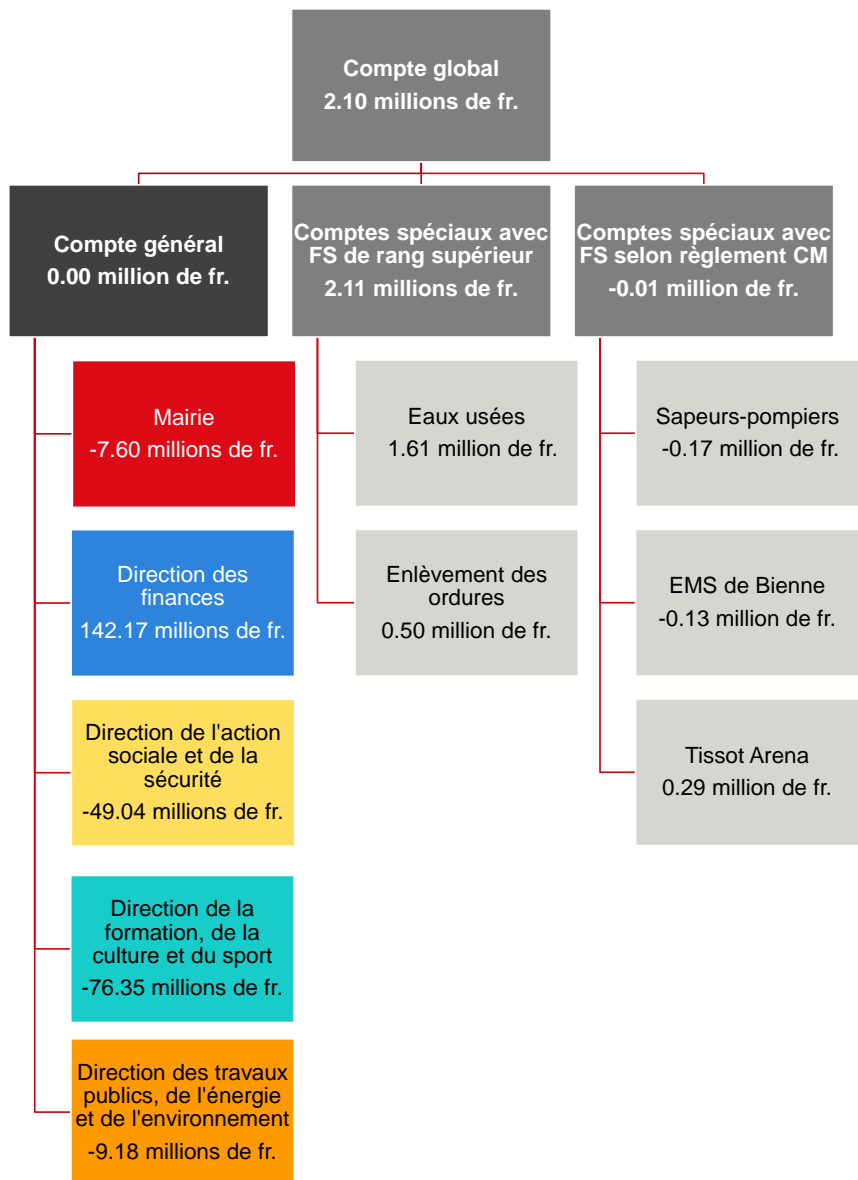 Compte global
2.10 millions de fr.
Compte général
0.00 million de fr.
Comptes spéciaux avec
FS de rang supérieur
2.11 millions de fr.
Comptes spéciaux avec
FS selon règlement CM
-0.01 million de fr.
Mairie
-7.60 millions de fr.
Direction des
finances
142.17 millions de fr.
Direction de l'action
sociale et de la
sécurité
-49.04 millions de fr.
Direction de la
formation, de la
culture et du sport
-76.35 millions de fr.
Direction des travaux
publics, de l'énergie
et de l'environnement
-9.18 millions de fr.
Eaux usées
1.61 million de fr.
Enlèvement des
ordures
0.50 million de fr.
Sapeurs-pompiers
-0.17 million de fr.
EMS de Bienne
-0.13 million de fr.
Tissot Arena
0.29 million de fr.